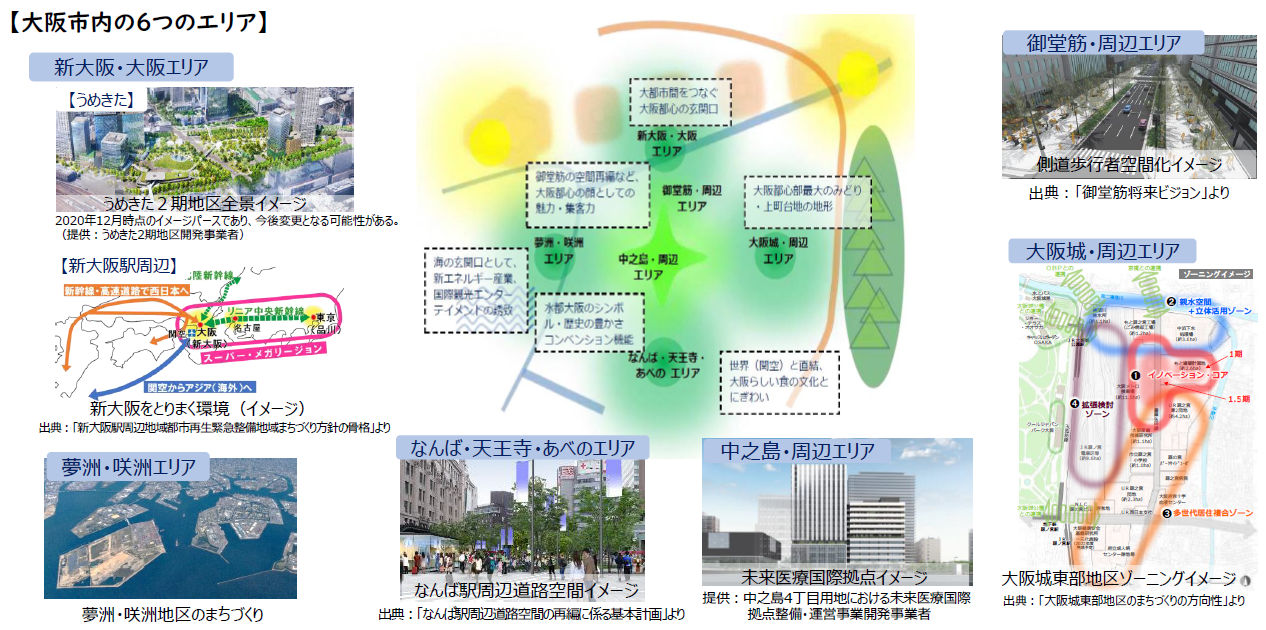 【大阪市内の6つのエリア】
新大阪・大阪エリア
【うめきた】
うめきた２期地区全景イメージ
2020年12月時点のイメージパースであり、今後変更となる可能性がある。
（提供：うめきた2期地区開発事業者）
【新大阪駅周辺】
北陸新幹線
新幹線・高速道路で西日本へ
リニア中央新幹線
東京
（品川）
名古屋
関空
大阪
（新大阪）
スーパー・メガリージョン
関空からアジア（海外）へ
新大阪をとりまく環境（イメージ）
出典：「新大阪駅周辺地域都市再生緊急整備地域まちづくり方針の骨格」より
夢洲・咲洲エリア
夢洲・咲洲地区のまちづくり
大都市間をつなぐ
大阪都心の玄関口
新大阪・大阪
エリア
御堂筋の空間再編など、
大阪都心の顔としての
魅力・集客力
御堂筋・周辺
エリア
大阪都心部最大のみどり
・上町台地の地形
夢洲・咲洲
エリア
中之島・周辺
エリア
大阪城・周辺
エリア
海の玄関口として、
新エネルギー産業、
国際観光エンター
テイメントの誘致
水都大阪のシンボ
ル・歴史の豊かさ
コンベンション機能
なんば・天王寺・
あべの エリア
世界（関空）と直結、
大阪らしい食の文化と
にぎわい
なんば・天王寺・あべのエリア
なんば駅周辺道路空間イメージ
出典：「なんば駅周辺道路空間の再編に係る基本計画」より
中之島・周辺エリア
未来医療国際拠点イメージ
提供：中之島4丁目用地における未来医療国際
拠点整備・運営事業開発事業者
御堂筋・周辺エリア
側道歩行者空間化イメージ
出典：「御堂筋将来ビジョン」より
大阪城・周辺エリア
ゾーニングイメージ
❷ 親水空間
＋立体活用ゾーン
1期
❶ イノベーション・コア
1.5期
❹ 拡張検討
ゾーン
❸ 多世代居住複合ゾーン
大阪城東部地区ゾーニングイメージ
出典：「大阪城東部地区のまちづくりの方向性」より